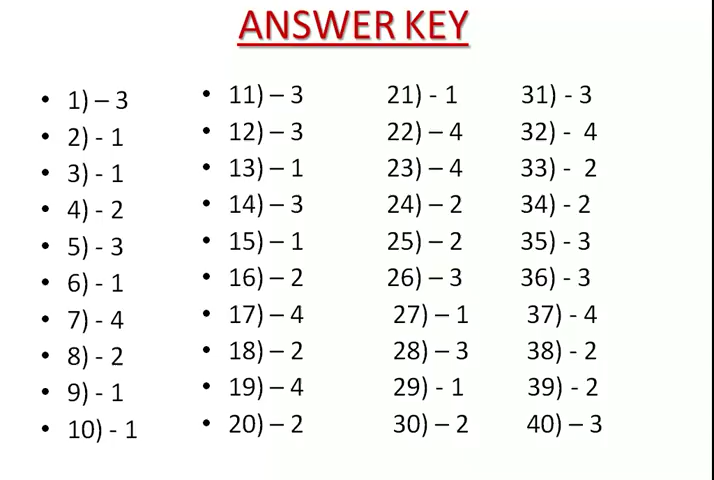 ANSWER KEY
• 1) – 3
• 2) - 1
• 3) - 1
• 4) - 2
• 5) - 3
• 6) - 1
• 7) - 4
• 8) - 2
• 9) - 1
• 10) - 1
• 11) – 3
• 12) – 3
• 13) – 1
• 14) – 3
• 15) – 1
• 16) – 2
• 17) – 4
• 18) – 2
• 19) – 4
• 20) – 2
21) - 1
22) – 4
23) – 4
24) – 2
25) – 2
26) – 3
27) – 1
28) – 3
29) - 1
30) – 2
31) - 3
32) - 4
33) - 2
34) - 2
35) - 3
36) - 3
37) - 4
38) - 2
39) - 2
40) – 3